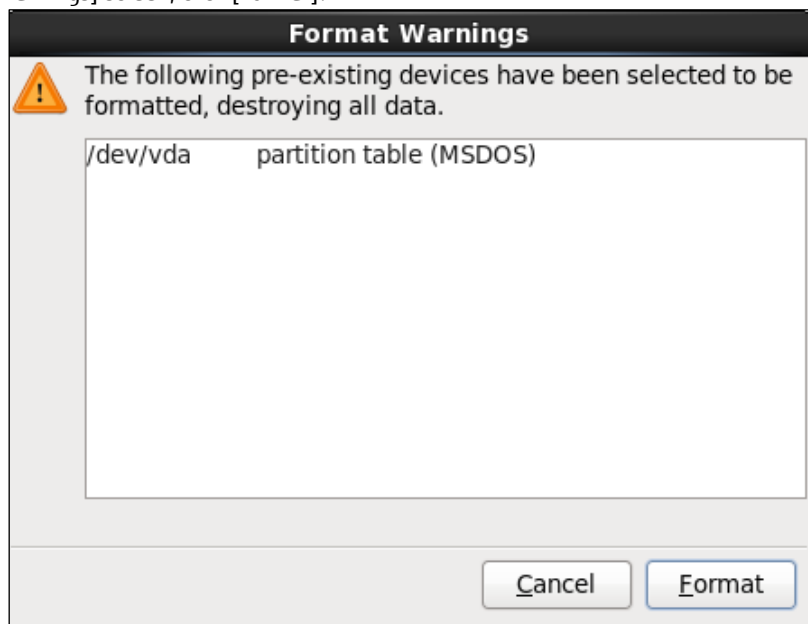 Format Warnings
The following pre-existing devices have been selected to be
formatted, destroying all data.
/dev/vda partition table (MSDOS)
Cancel
Format